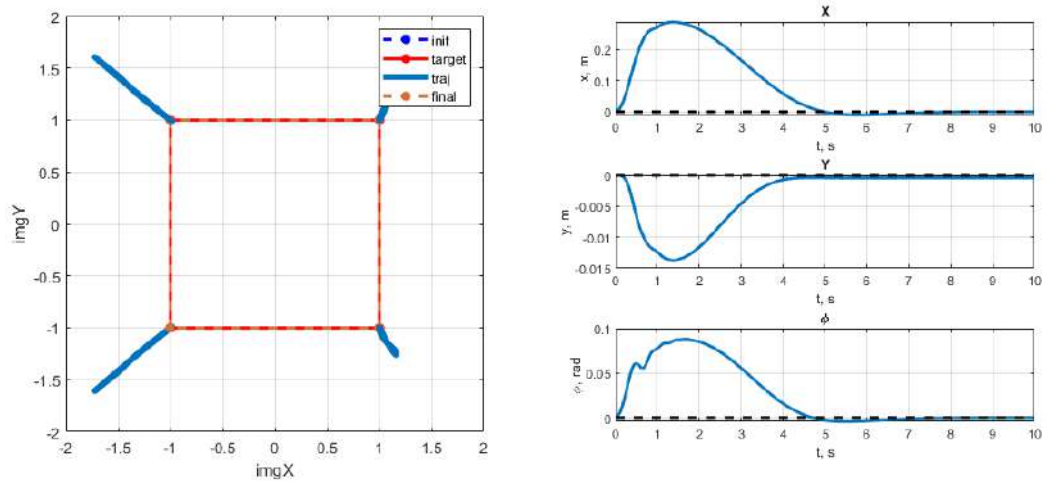 2
1.5
1
0.5
0
-0.5
-1
-1.5
-2
imgY
-2 -1.5 -1 -0.5 0 0.5 1 1.5 2
imgX
init
target
traj
final
X
0.2
0.1
0
x, m
0 1 2 3 4 5 6 7 8 9 10
t, s
Y
0
-0.005
-0.01
-0.015
y, m
0 1 2 3 4 5 6 7 8 9 10
t, s
ϕ
0.1
0.05
0
ϕ, rad
0 1 2 3 4 5 6 7 8 9 10
t, s